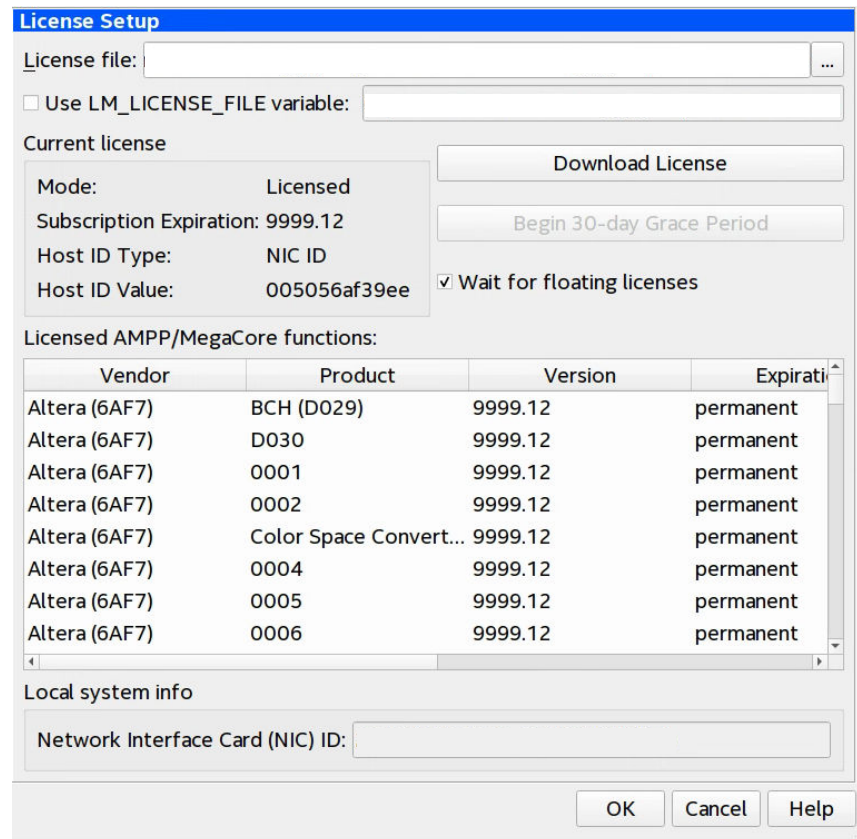 License Setup
License file:
...
Use LM_LICENSE_FILE variable:
Current license
Download License
Mode: Licensed
Subscription Expiration: 9999.12
Begin 30-day Grace Period
Host ID Type: NIC ID
Host ID Value: 005056af39ee
Wait for floating licenses
Licensed AMPP/MegaCore functions:
Vendor Product Version Expirati
Altera (6AF7) BCH (D029) 9999.12 permanent
Altera (6AF7) D030 9999.12 permanent
Altera (6AF7) 0001 9999.12 permanent
Altera (6AF7) 0002 9999.12 permanent
Altera (6AF7) Color Space Convert... 9999.12 permanent
Altera (6AF7) 0004 9999.12 permanent
Altera (6AF7) 0005 9999.12 permanent
Altera (6AF7) 0006 9999.12 permanent
Local system info
Network Interface Card (NIC) ID:
OK Cancel Help